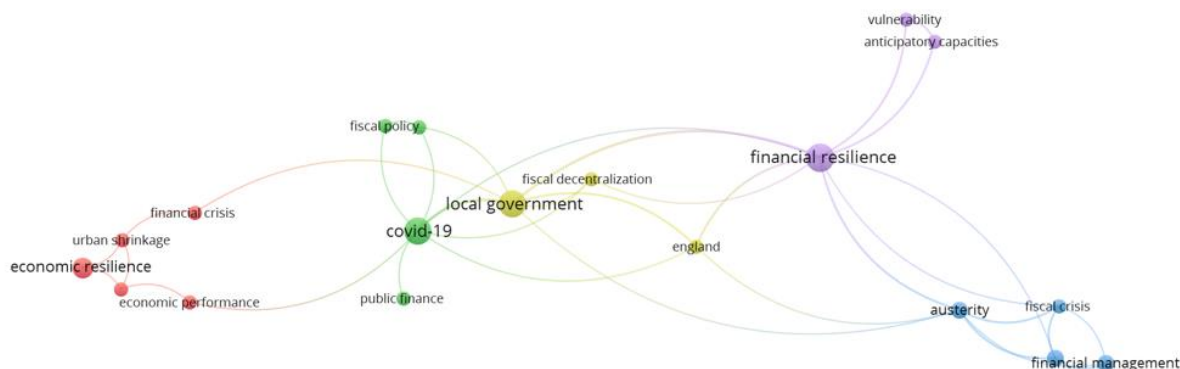 vulnerability
anticipatory capacities
fiscal policy
financial resilience
fiscal decentralization
local government
financial crisis
covid-19
urban shrinkage
england
economic resilience
public finance
economic performance
austerity
fiscal crisis
financial management